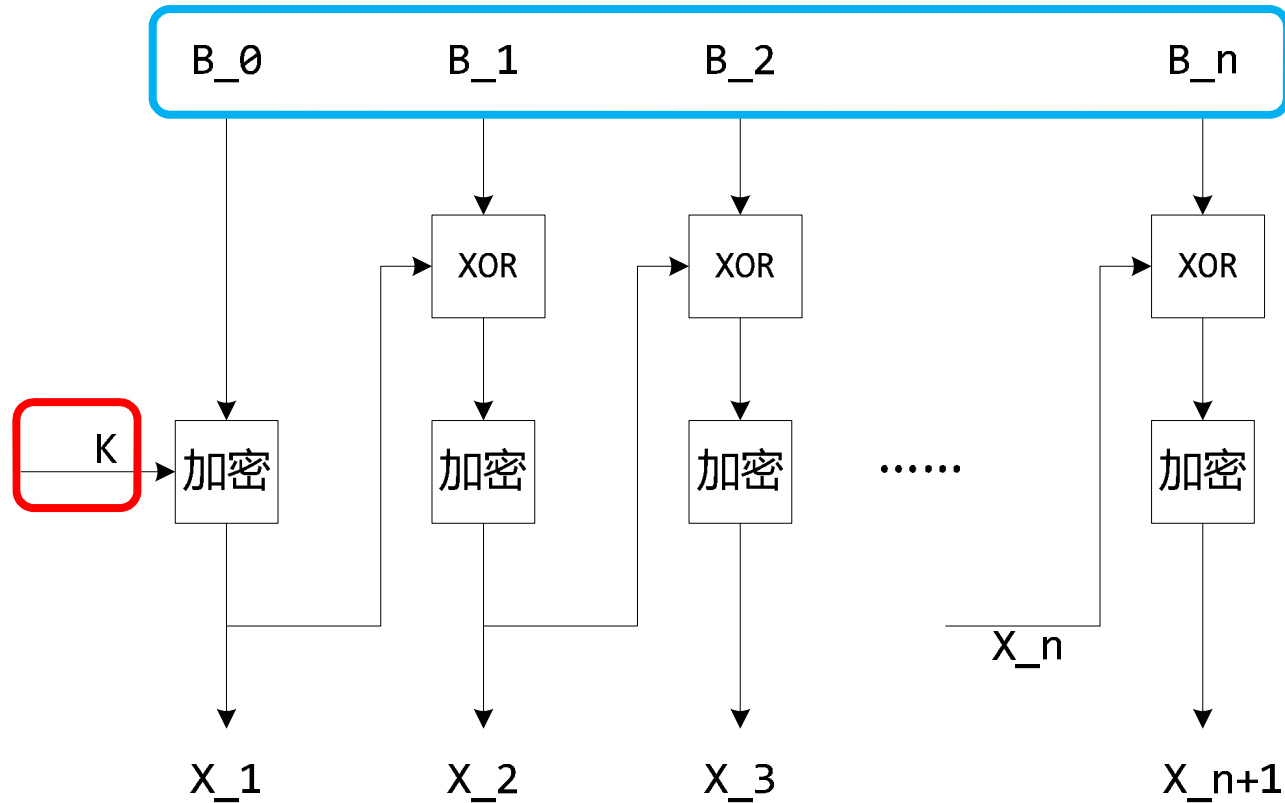 B_0 B_1 B_2 B_n
XOR XOR XOR
K
加密 加密 加密 …… 加密
X_n
X_1 X_2 X_3 X_n+1